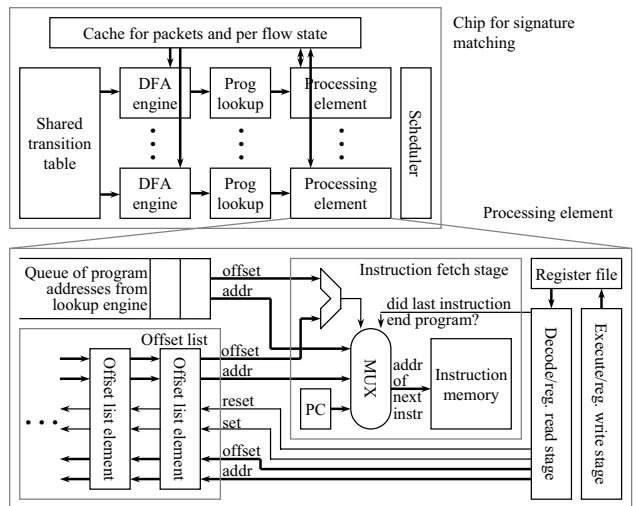 Cache for packets and per flow state
Chip for signature
matching
Shared
transition
table
DFA
engine
Prog
lookup
Processing
element
DFA
engine
Prog
lookup
Processing
element
Scheduler
Processing element
Queue of program
addresses from
lookup engine
offset
addr
Instruction fetch stage
Register file
did last instruction
end program?
Offset list
Offset list element
Offset list element
offset
addr
reset
set
offset
addr
PC
MUX
addr
of
next
instr
Instruction
memory
Decode/reg. read stage
Execute/reg. write stage